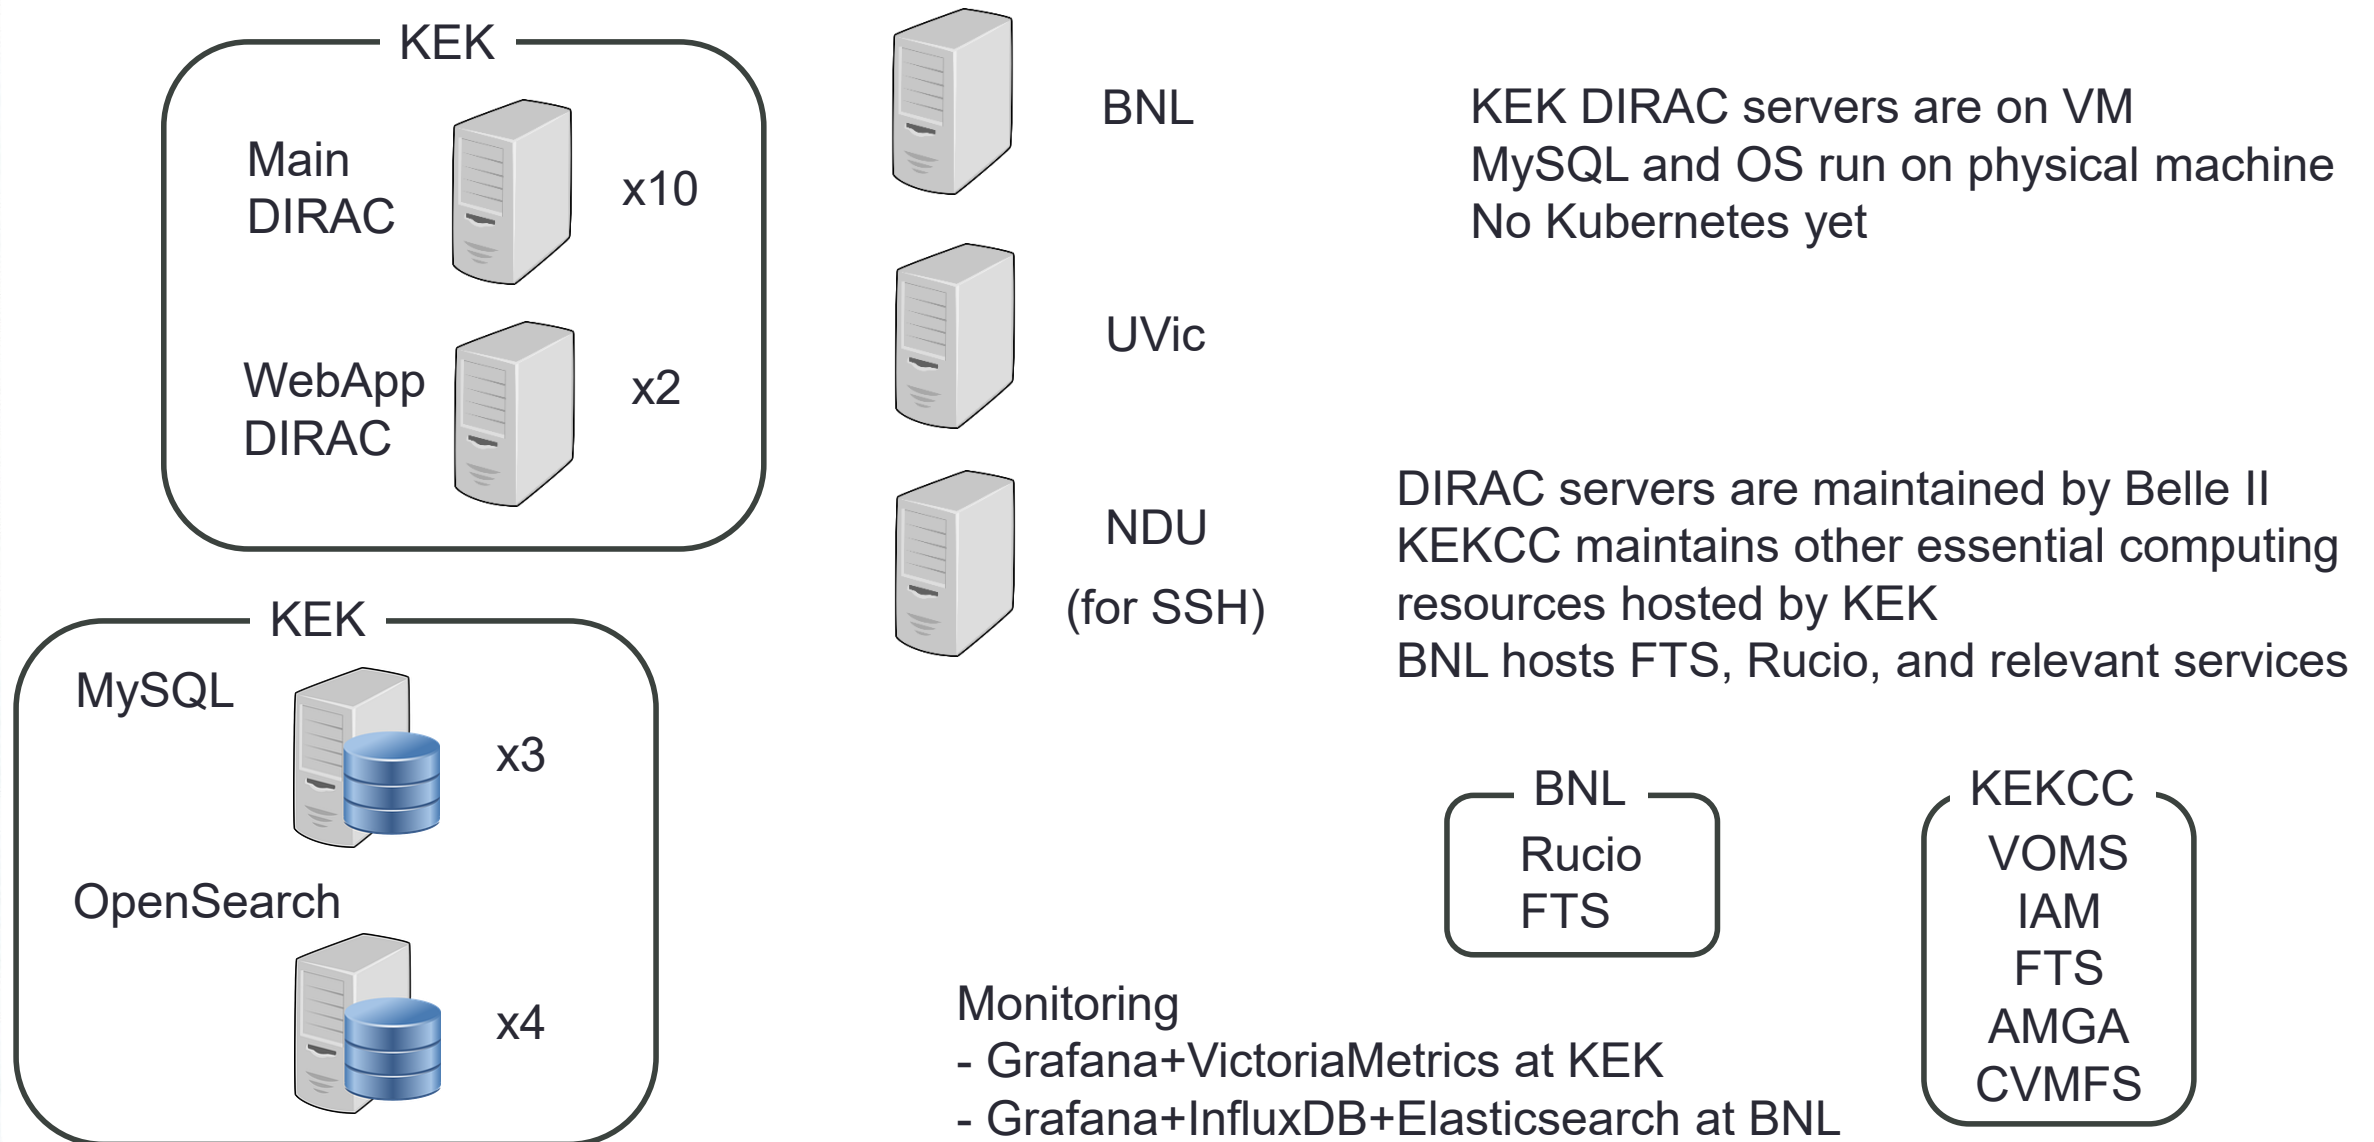 KEK
Main
DIRAC
x10
WebApp
DIRAC
x2
KEK
MySQL
x3
OpenSearch
x4
BNL
UVic
NDU
(for SSH)
KEK DIRAC servers are on VM
MySQL and OS run on physical machine
No Kubernetes yet
DIRAC servers are maintained by Belle II
KEKCC maintains other essential computing
resources hosted by KEK
BNL hosts FTS, Rucio, and relevant services
BNL
Rucio
FTS
KEKCC
VOMS
IAM
FTS
AMGA
CVMFS
Monitoring
- Grafana+VictoriaMetrics at KEK
- Grafana+InfluxDB+Elasticsearch at BNL